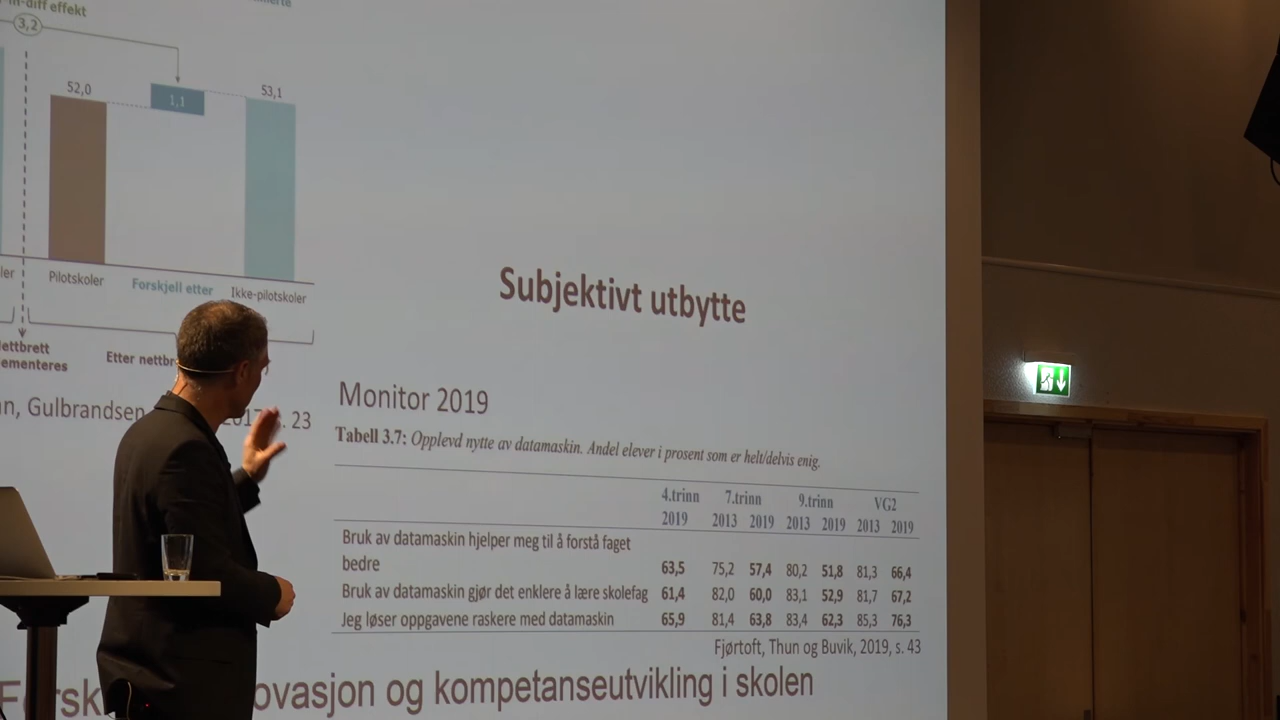 -in-diff effekt
3,2
52,0
1,1
53,1
Pilotskoler
Forskjell etter
Ikke-pilotskoler
Etter
Gulbrandsen
23
Subjektivt utbytte
Monitor 2019
Tabell 3.7: Opplevd nytte av datamaskin. Andel elever i prosent som er helt/delvis enig.
4.trinn 7.trinn 9.trinn VG2
2019 2013 2019 2013 2019 2013 2019
Bruk av datamaskin hjelper meg til å forstå faget
bedre 63,5 75,2 57,4 80,2 51,8 81,3 66,4
Bruk av datamaskin gjør det enklere å lære skolefag 61,4 82,0 60,0 83,1 52,9 81,7 67,2
Jeg løser oppgavene raskere med datamaskin 65,9 81,4 63,8 83,4 62,3 85,3 76,3
Fjørtoft, Thun og Buvik, 2019, s. 43
ovasjon og kompetanseutvikling i skolen